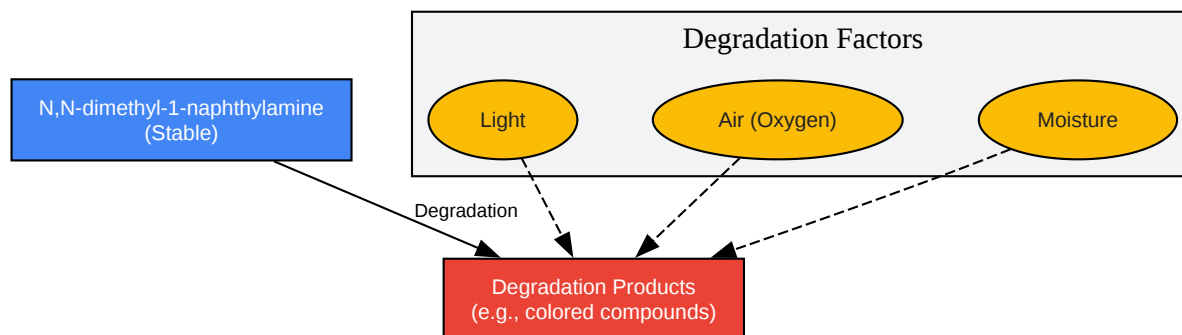 Degradation Factors
N,N-dimethyl-1-naphthylamine
(Stable)
Light
Air (Oxygen)
Moisture
Degradation
Degradation Products
(e.g., colored compounds)